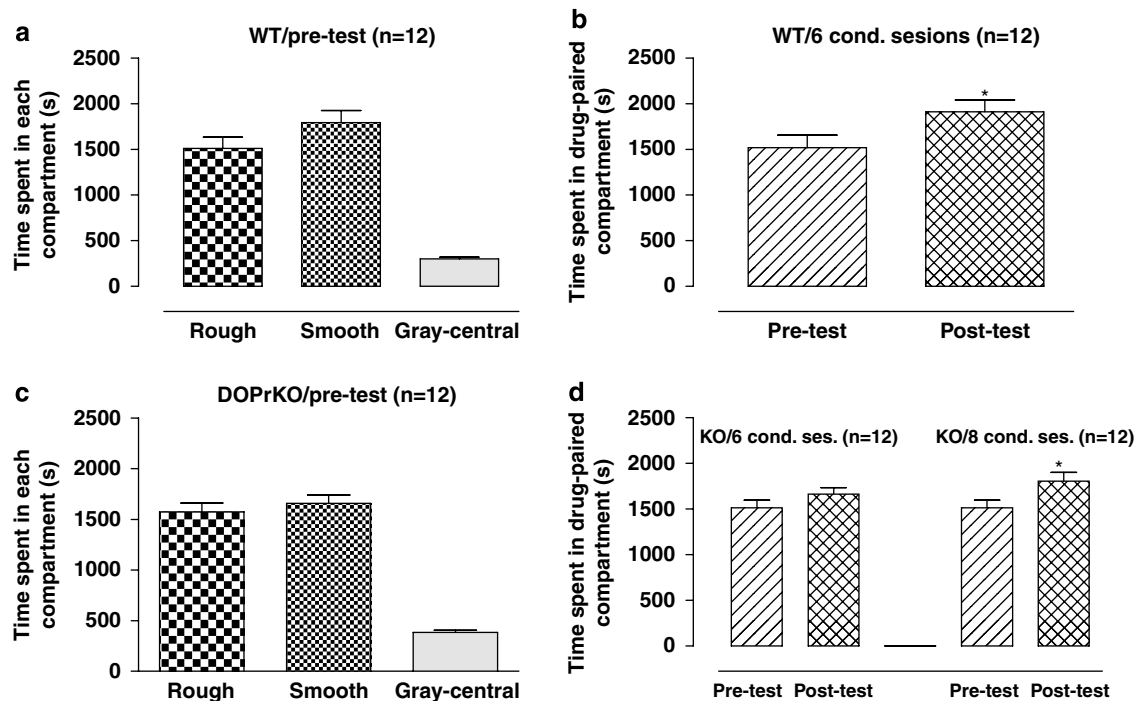 a
WT/pre-test (n=12)
Time spent in each
compartment (s)
2500
2000
1500
1000
500
0
Rough Smooth Gray-central
b
WT/6 cond. sesions (n=12)
Time spent in drug-paired
compartment (s)
2500
2000
1500
1000
500
0
*
Pre-test Post-test
c
DOPrKO/pre-test (n=12)
Time spent in each
compartment (s)
2500
2000
1500
1000
500
0
Rough Smooth Gray-central
d
Time spent in drug-paired
compartment (s)
2500
2000
1500
1000
500
0
KO/6 cond. ses. (n=12) KO/8 cond. ses. (n=12)
*
Pre-test Post-test Pre-test Post-test